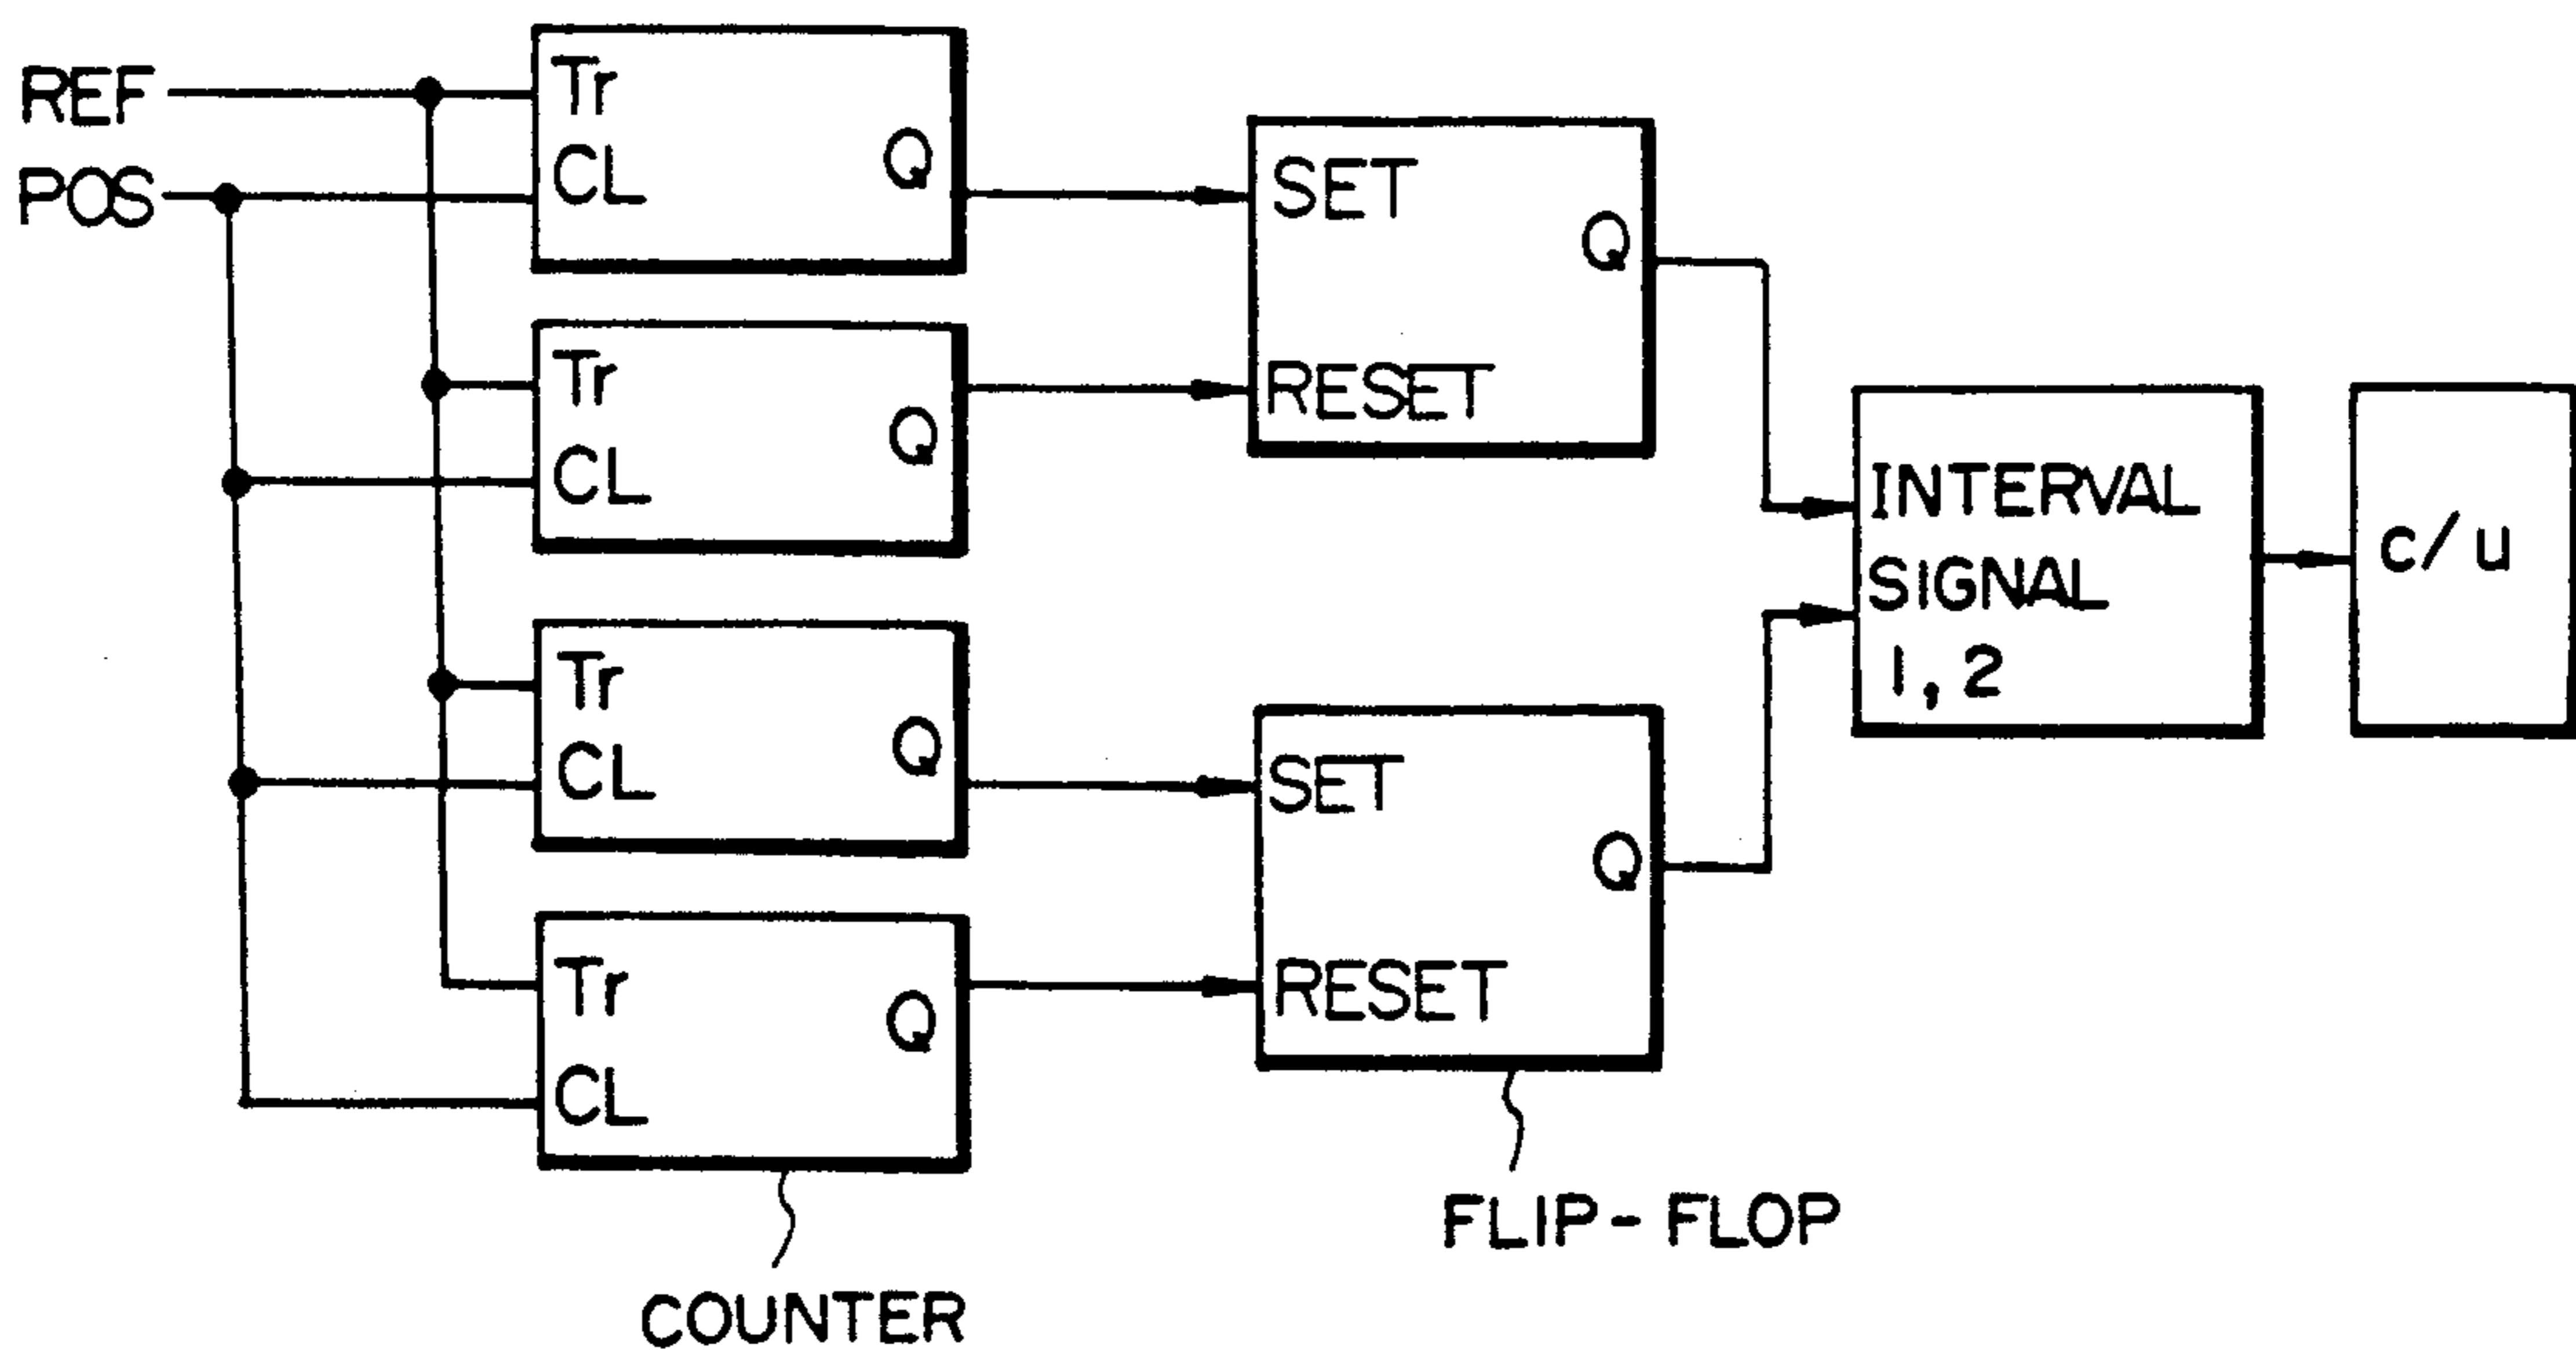 REF
POS
Tr
CL
Q
Tr
CL
Q
Tr
CL
Q
Tr
CL
Q
COUNTER
SET
RESET
Q
SET
RESET
Q
FLIP-FLOP
INTERVAL
SIGNAL
1, 2
c/u